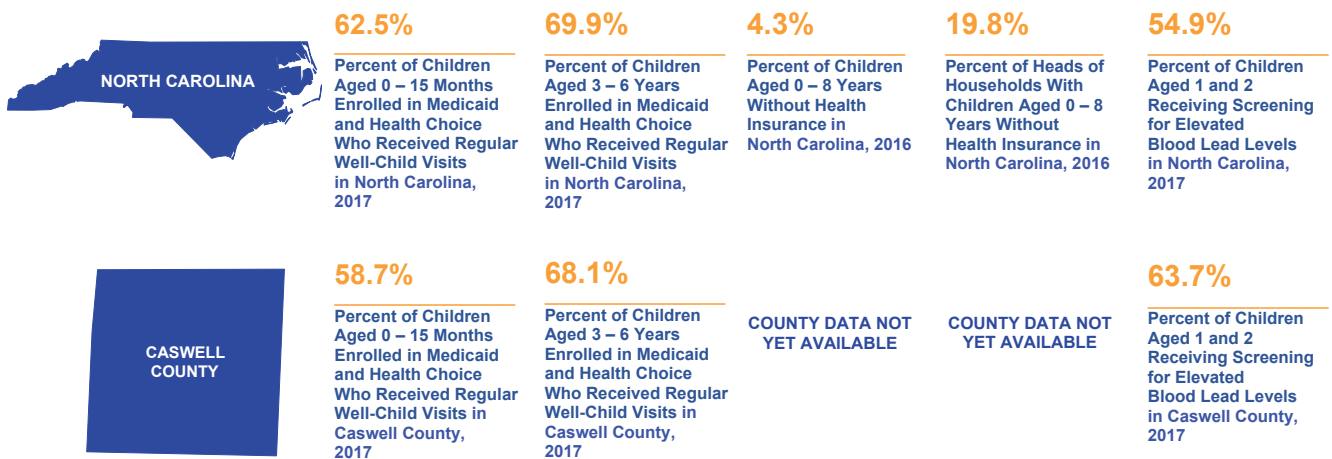 NORTH CAROLINA
62.5%
Percent of Children
Aged 0 – 15 Months
Enrolled in Medicaid
and Health Choice
Who Received Regular
Well-Child Visits
in North Carolina,
2017
69.9%
Percent of Children
Aged 3 – 6 Years
Enrolled in Medicaid
and Health Choice
Who Received Regular
Well-Child Visits
in North Carolina,
2017
4.3%
Percent of Children
Aged 0 – 8 Years
Without Health
Insurance in
North Carolina, 2016
19.8%
Percent of Heads of
Households With
Children Aged 0 – 8
Years Without
Health Insurance in
North Carolina, 2016
54.9%
Percent of Children
Aged 1 and 2
Receiving Screening
for Elevated
Blood Lead Levels
in North Carolina,
2017
CASWELL
COUNTY
58.7%
Percent of Children
Aged 0 – 15 Months
Enrolled in Medicaid
and Health Choice
Who Received Regular
Well-Child Visits in
Caswell County,
2017
68.1%
Percent of Children
Aged 3 – 6 Years
Enrolled in Medicaid
and Health Choice
Who Received Regular
Well-Child Visits in
Caswell County,
2017
COUNTY DATA NOT
YET AVAILABLE
COUNTY DATA NOT
YET AVAILABLE
63.7%
Percent of Children
Aged 1 and 2
Receiving Screening
for Elevated
Blood Lead Levels
in Caswell County,
2017